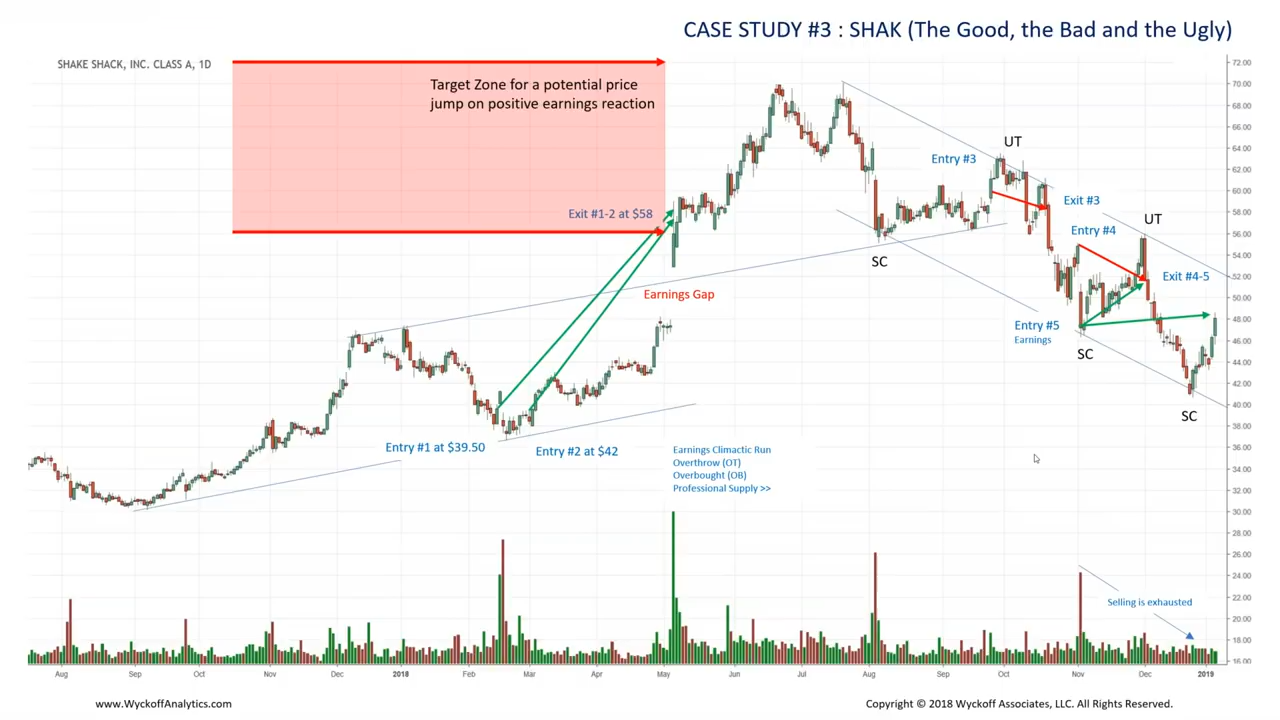 CASE STUDY #3 : SHAK (The Good, the Bad and the Ugly)
SHAKE SHACK, INC. CLASS A, 1D
Target Zone for a potential price
jump on positive earnings reaction
Exit #1-2 at $58
Earnings Gap
Entry #1 at $39.50
Entry #2 at $42
Earnings Climactic Run
Overthrow (OT)
Overbought (OB)
Professional Supply >>
SC
Entry #3
UT
Exit #3
Entry #4
UT
Exit #4-5
Entry #5
Earnings
SC
SC
Selling is exhausted
72.00
70.00
68.00
66.00
64.00
62.00
60.00
58.00
56.00
54.00
52.00
50.00
48.00
46.00
44.00
42.00
40.00
38.00
36.00
34.00
32.00
30.00
28.00
26.00
24.00
22.00
20.00
18.00
16.00
Aug Sep Oct Nov Dec 2018 Feb Mar Apr May Jun Jul Aug Sep Oct Nov Dec 2019
www.WyckoffAnalytics.com
Copyright © 2018 Wyckoff Associates, LLC. All Rights Reserved.